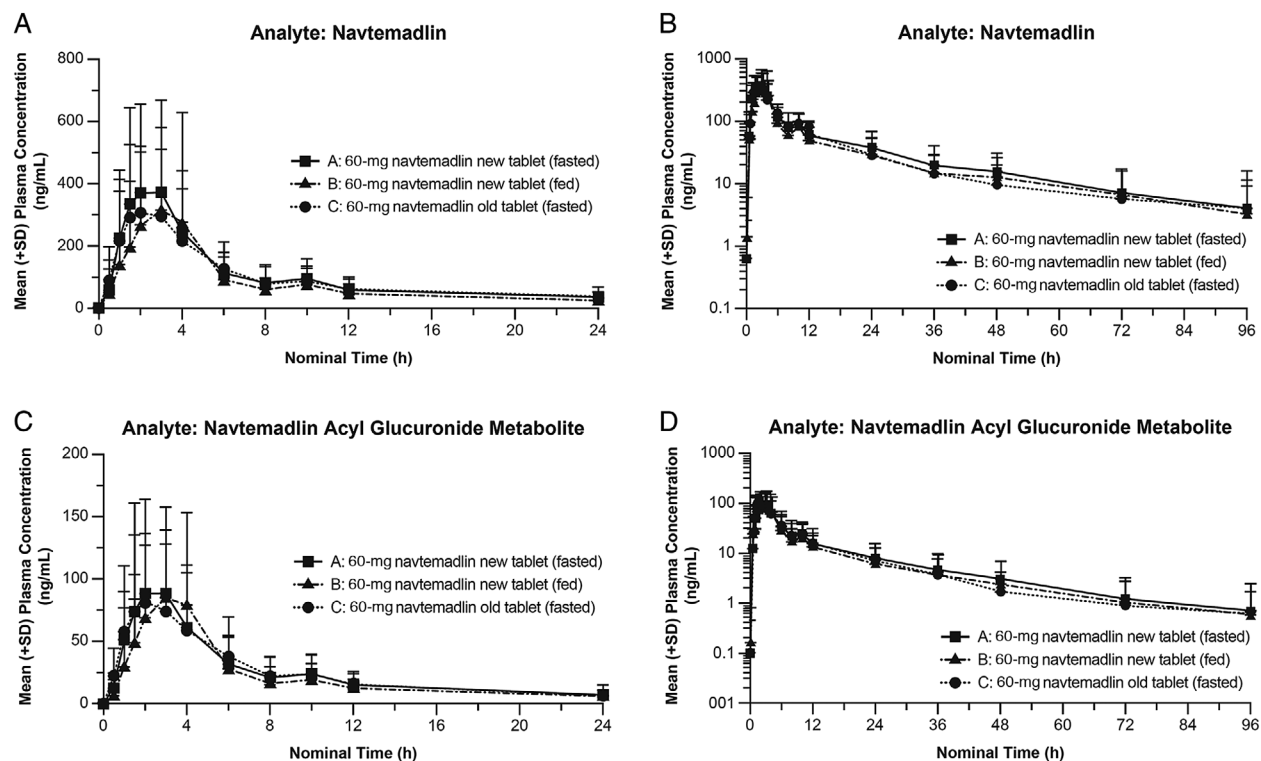 A
Analyte: Navtemadlin
Mean (+SD) Plasma Concentration
(ng/mL)
800
600
400
200
0
A: 60-mg navtemadlin new tablet (fasted)
B: 60-mg navtemadlin new tablet (fed)
C: 60-mg navtemadlin old tablet (fasted)
0 4 8 12 16 20 24
Nominal Time (h)
B
Analyte: Navtemadlin
Mean (+SD) Plasma Concentration
(ng/mL)
1000
100
10
1
0.1
A: 60-mg navtemadlin new tablet (fasted)
B: 60-mg navtemadlin new tablet (fed)
C: 60-mg navtemadlin old tablet (fasted)
0 12 24 36 48 60 72 84 96
Nominal Time (h)
C
Analyte: Navtemadlin Acyl Glucuronide Metabolite
Mean (+SD) Plasma Concentration
(ng/mL)
200
150
100
50
0
A: 60-mg navtemadlin new tablet (fasted)
B: 60-mg navtemadlin new tablet (fed)
C: 60-mg navtemadlin old tablet (fasted)
0 4 8 12 16 20 24
Nominal Time (h)
D
Analyte: Navtemadlin Acyl Glucuronide Metabolite
Mean (+SD) Plasma Concentration
(ng/mL)
1000
100
10
1
0.1
001
A: 60-mg navtemadlin new tablet (fasted)
B: 60-mg navtemadlin new tablet (fed)
C: 60-mg navtemadlin old tablet (fasted)
0 12 24 36 48 60 72 84 96
Nominal Time (h)